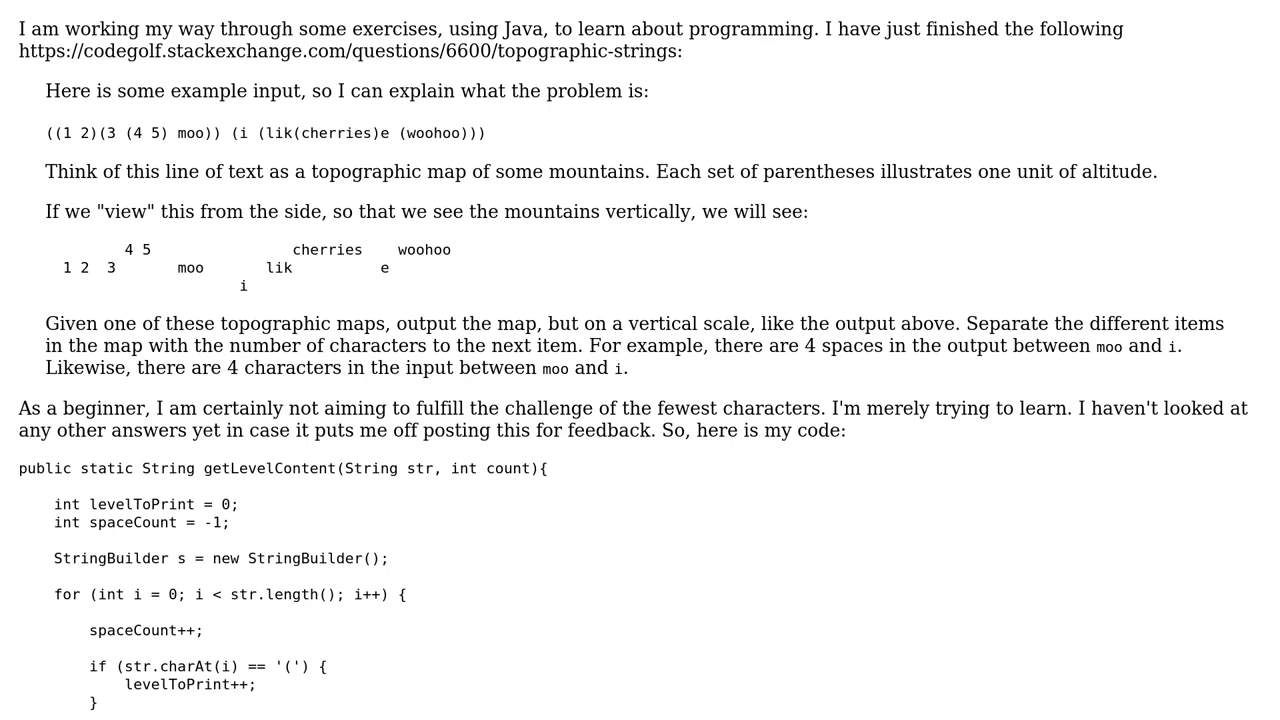 I am working my way through some exercises, using Java, to learn about programming. I have just finished the following
https://codegolf.stackexchange.com/questions/6600/topographic-strings:
Here is some example input, so I can explain what the problem is:
((1 2)(3 (4 5) moo)) (i (lik(cherries)e (woohoo)))
Think of this line of text as a topographic map of some mountains. Each set of parentheses illustrates one unit of altitude.
If we "view" this from the side, so that we see the mountains vertically, we will see:
         4 5                cherries    woohoo
  1 2  3       moo       lik          e
                      i
Given one of these topographic maps, output the map, but on a vertical scale, like the output above. Separate the different items
in the map with the number of characters to the next item. For example, there are 4 spaces in the output between moo and i.
Likewise, there are 4 characters in the input between moo and i.
As a beginner, I am certainly not aiming to fulfill the challenge of the fewest characters. I'm merely trying to learn. I haven't looked at
any other answers yet in case it puts me off posting this for feedback. So, here is my code:
public static String getLevelContent(String str, int count){
    int levelToPrint = 0;
    int spaceCount = -1;
    StringBuilder s = new StringBuilder();
    for (int i = 0; i < str.length(); i++) {
        spaceCount++;
        if (str.charAt(i) == '(') {
            levelToPrint++;
        }